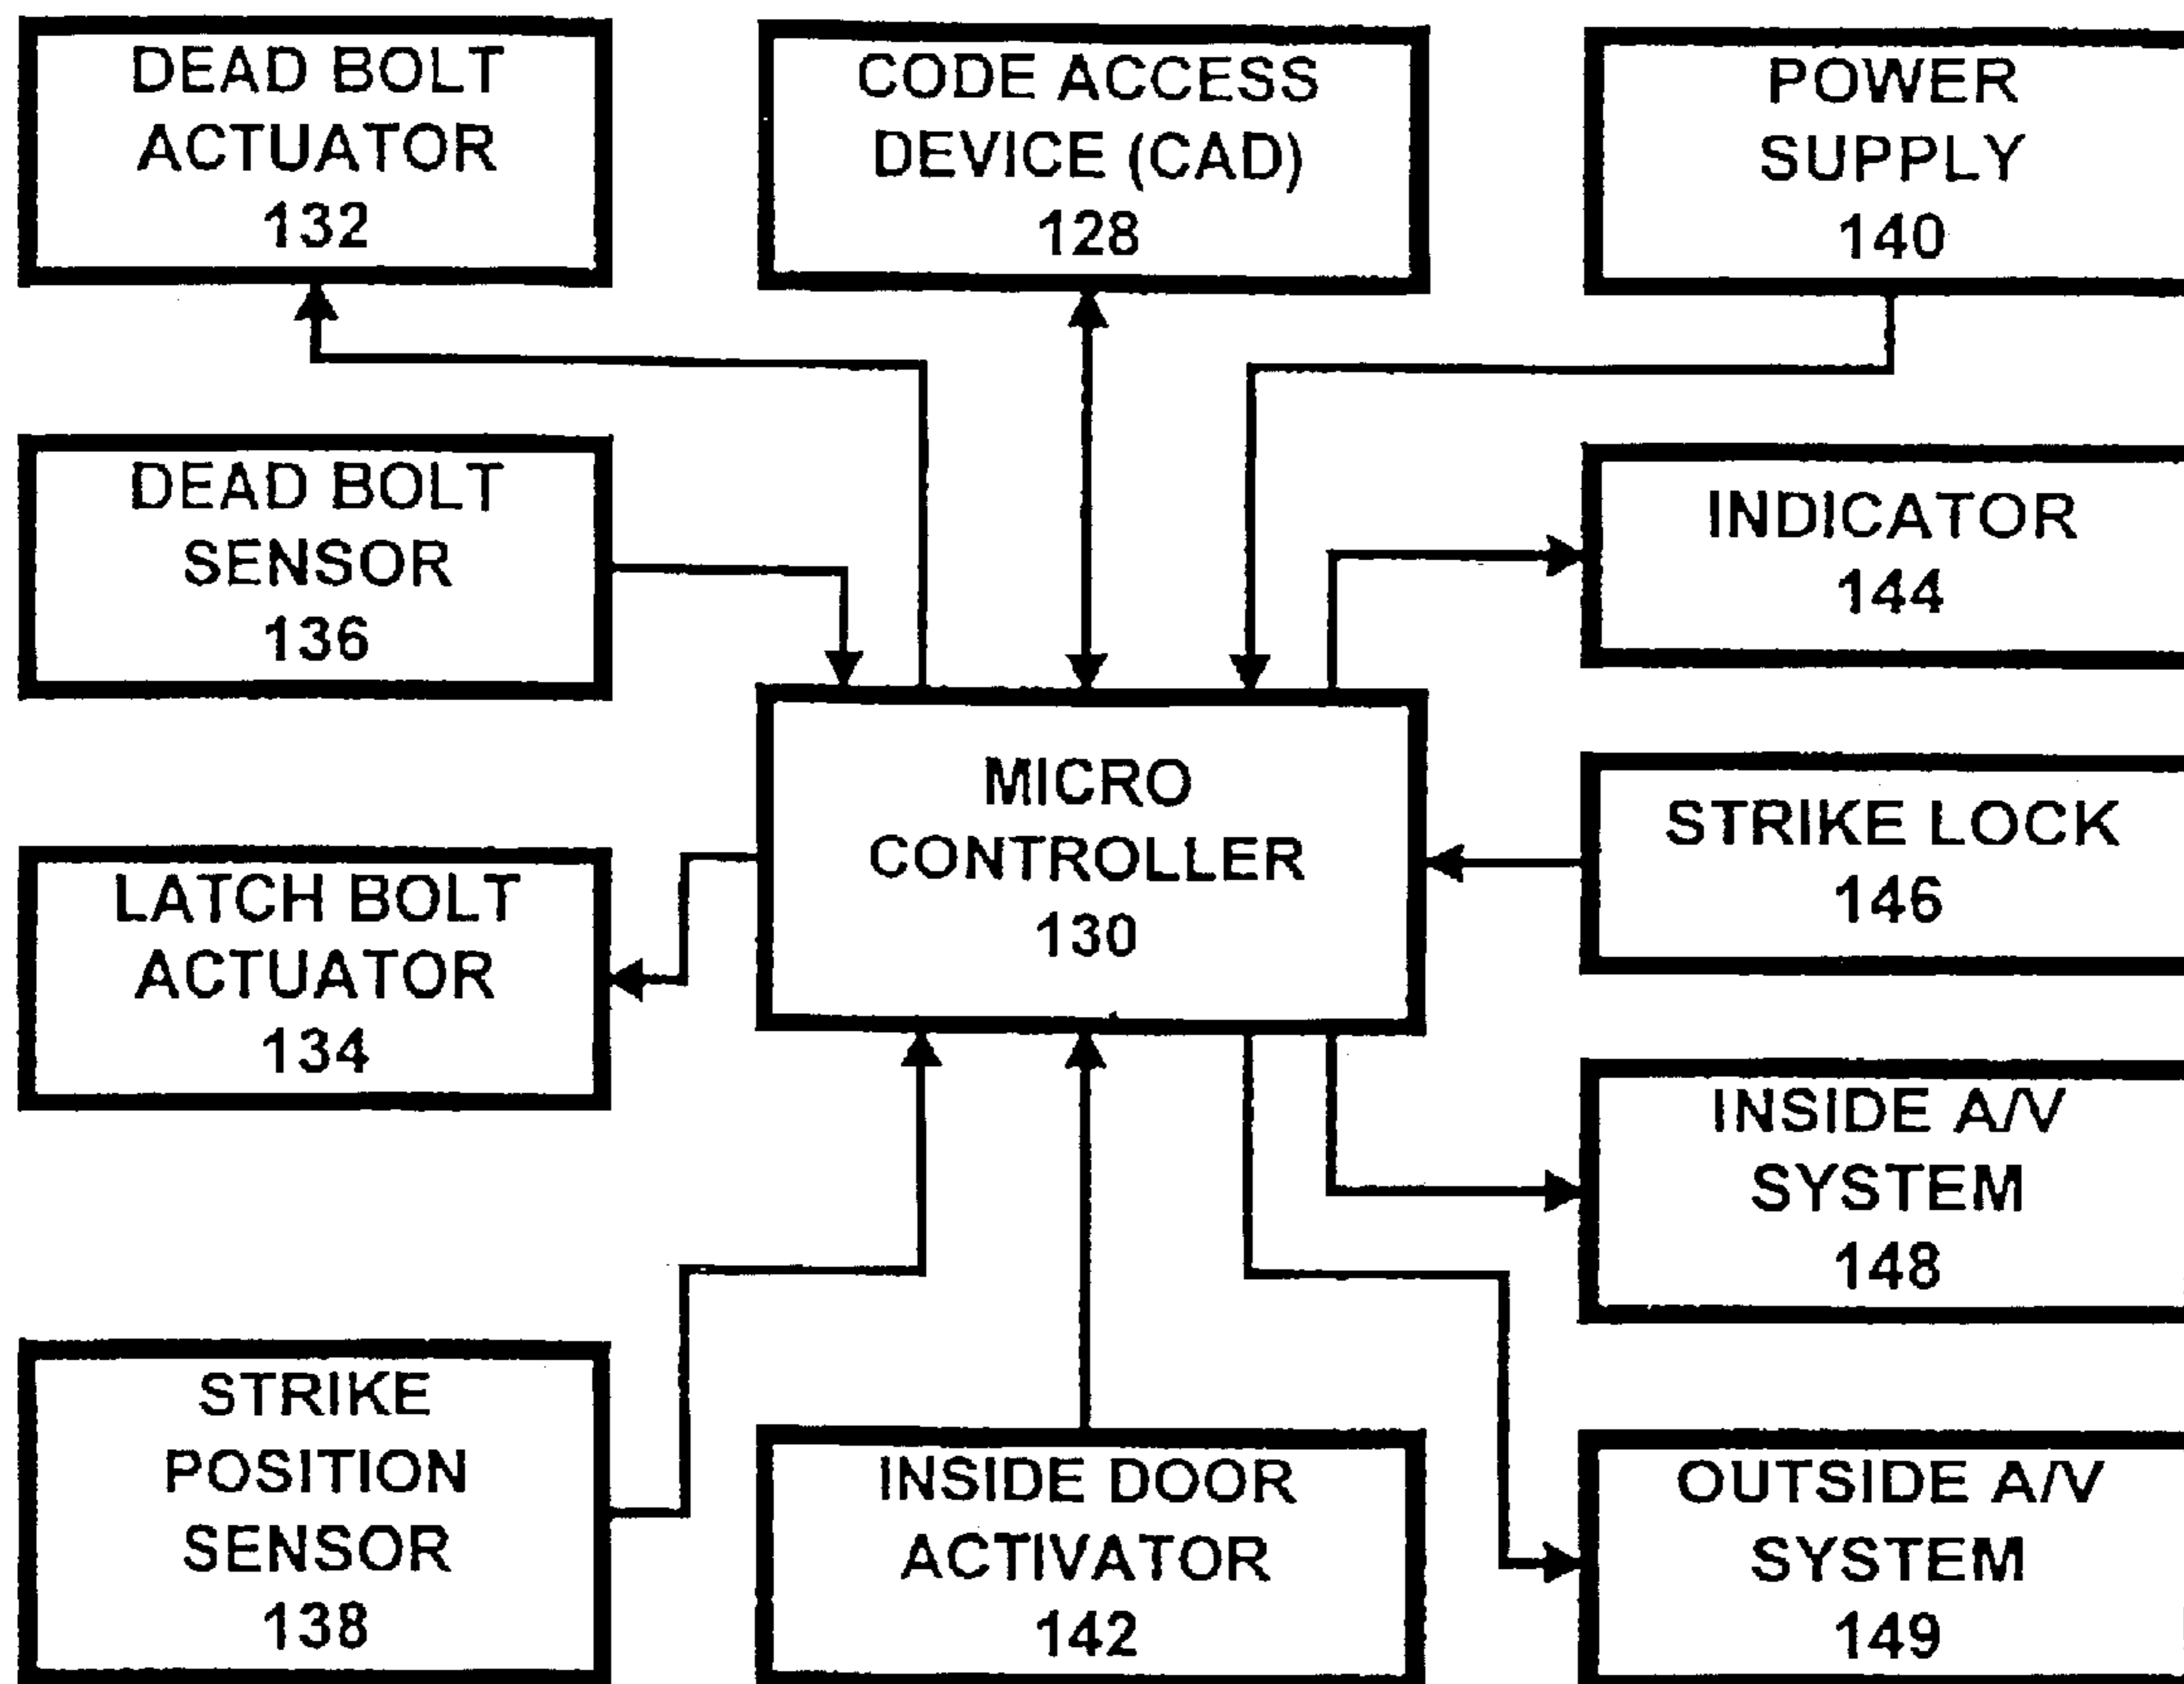 DEAD BOLT
ACTUATOR
132
CODE ACCESS
DEVICE (CAD)
128
POWER
SUPPLY
140
DEAD BOLT
SENSOR
136
INDICATOR
144
MICRO
CONTROLLER
130
STRIKE LOCK
146
LATCH BOLT
ACTUATOR
134
INSIDE A/V
SYSTEM
148
STRIKE
POSITION
SENSOR
138
INSIDE DOOR
ACTIVATOR
142
OUTSIDE A/V
SYSTEM
149